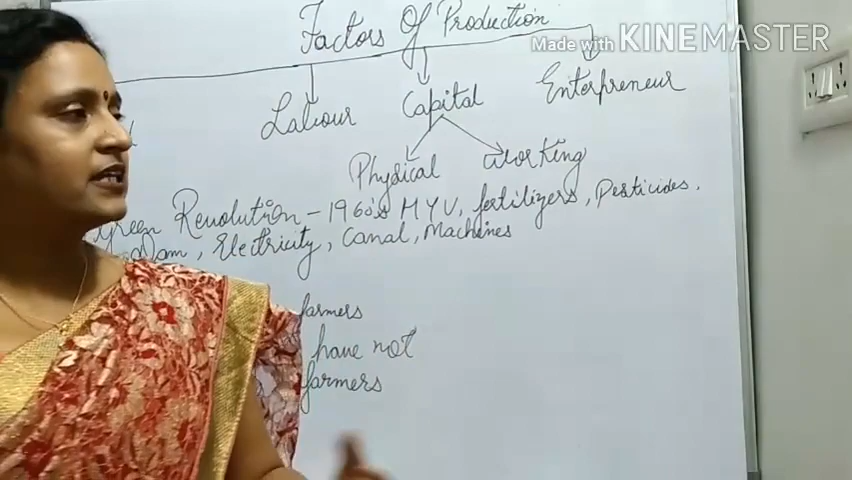 Factors Of Production
Made with KINEMASTER
Labour Capital Enterpreneur
Physical Working
Green Revolution - 1960's HYV, fertilizers, Pesticides.
Electricity, Canal, Machines
farmers
have not
farmers